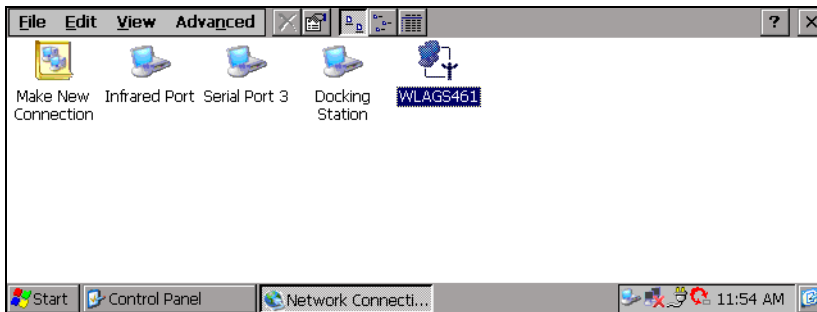 File Edit View Advanced ? ×
Make New Connection
Infrared Port
Serial Port 3
Docking Station
WLAGS461
Start Control Panel Network Connecti... 11:54 AM